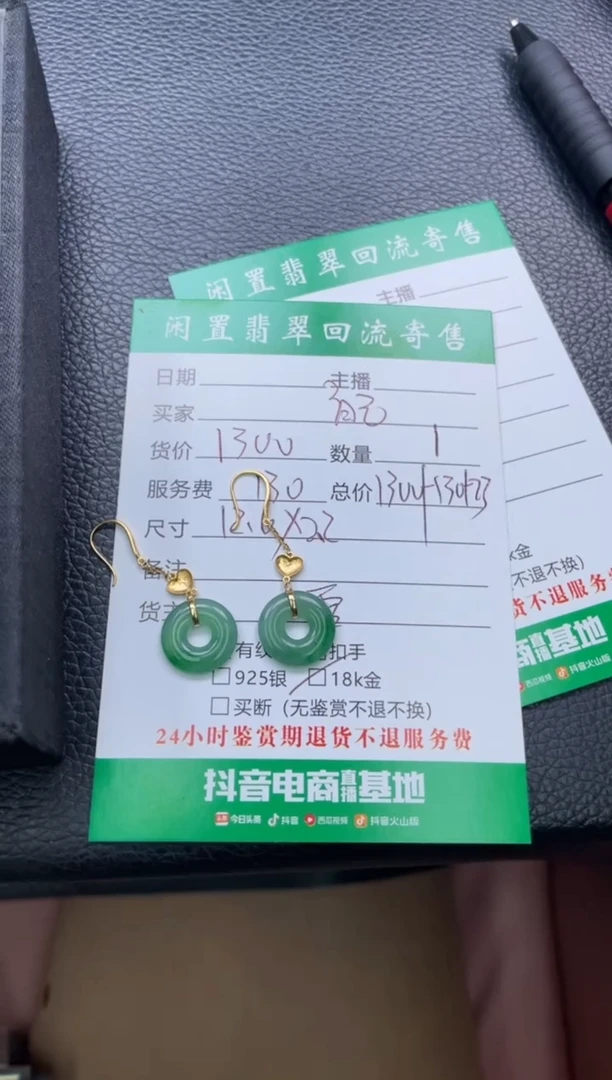 闲置翡翠回流寄售
主播
闲置翡翠回流寄售
日期 主播
买家
货价 1300 数量 1
服务费 130 总价
尺寸
备注
有纹 扣手
925银 18k金
买断（无鉴赏不退不换）
24小时鉴赏期退货不退服务费
抖音电商直播基地
今日头条 抖音 西瓜视频 抖音火山版
k金
不退不换）
货不退服务费
商直播基地
西瓜视频 抖音火山版